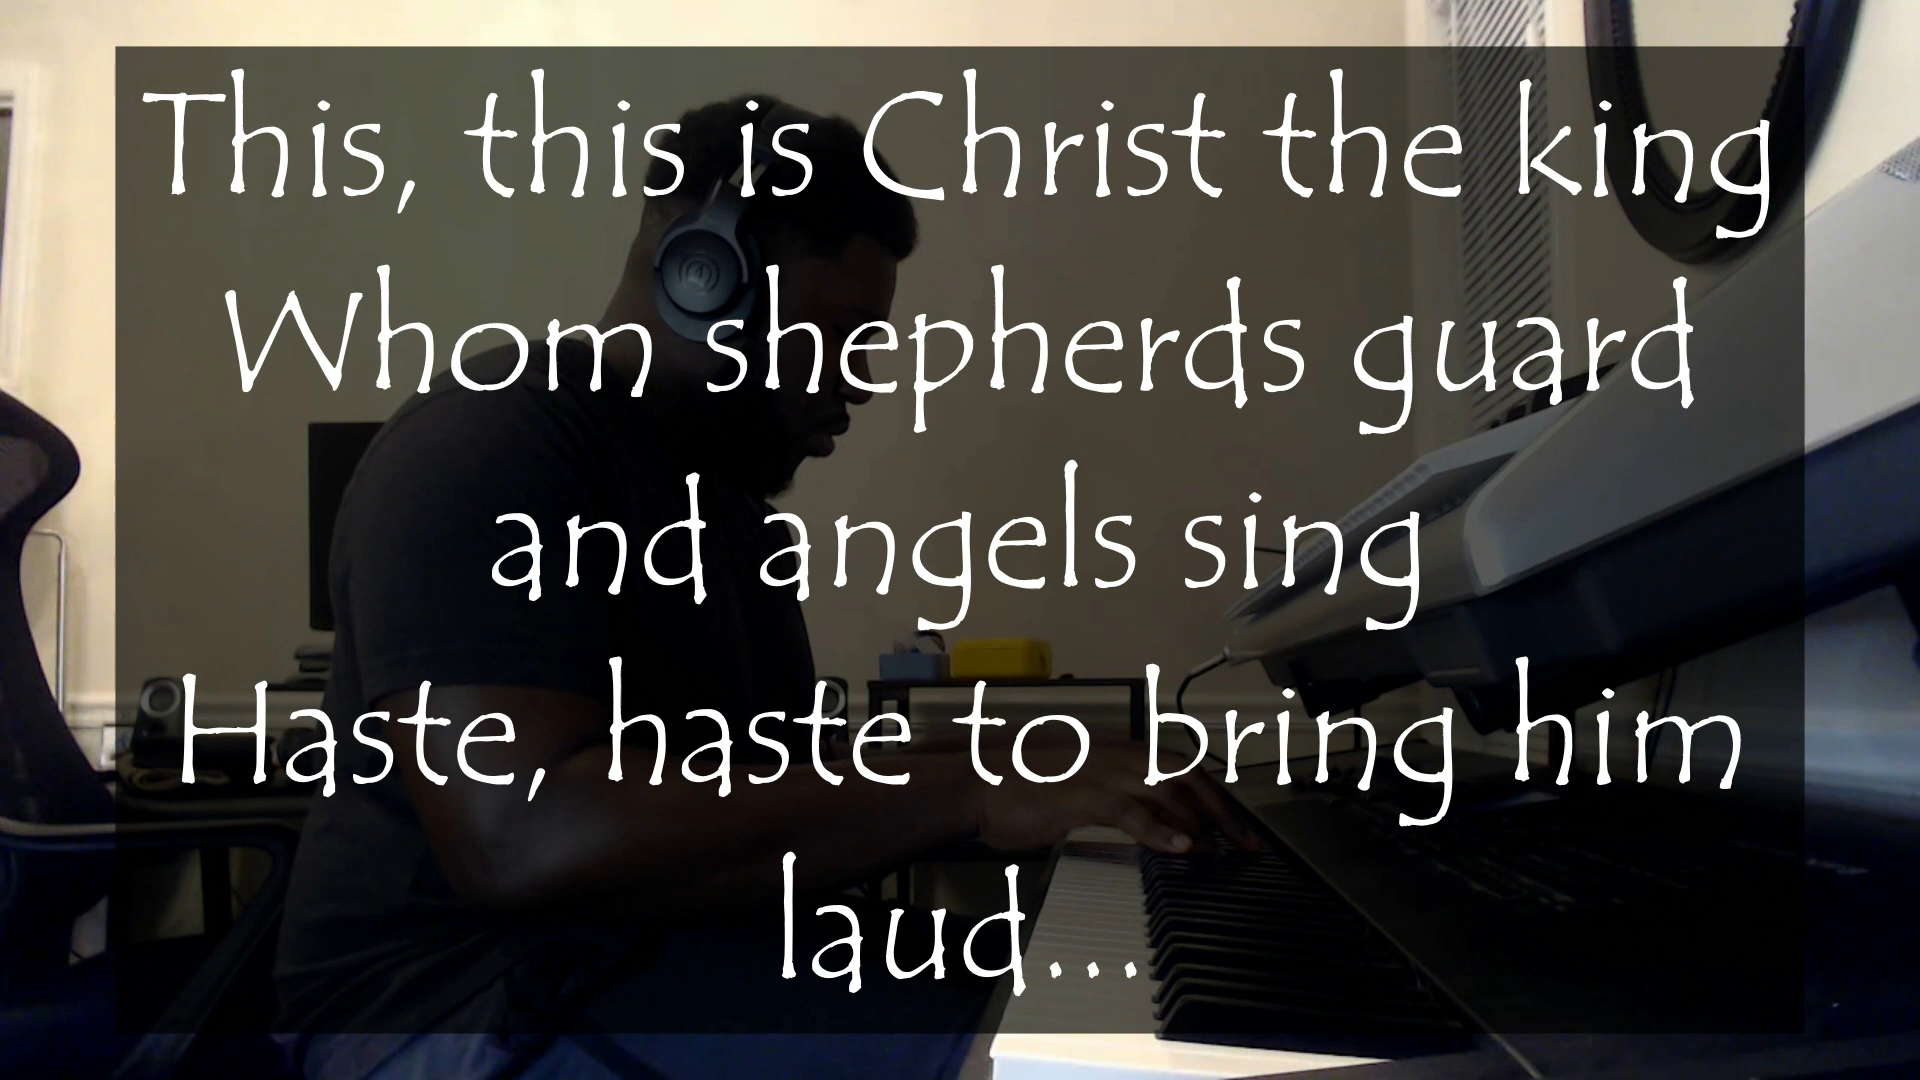 This, this is Christ the king
Whom shepherds guard
and angels sing
Haste, haste to bring him
laud...